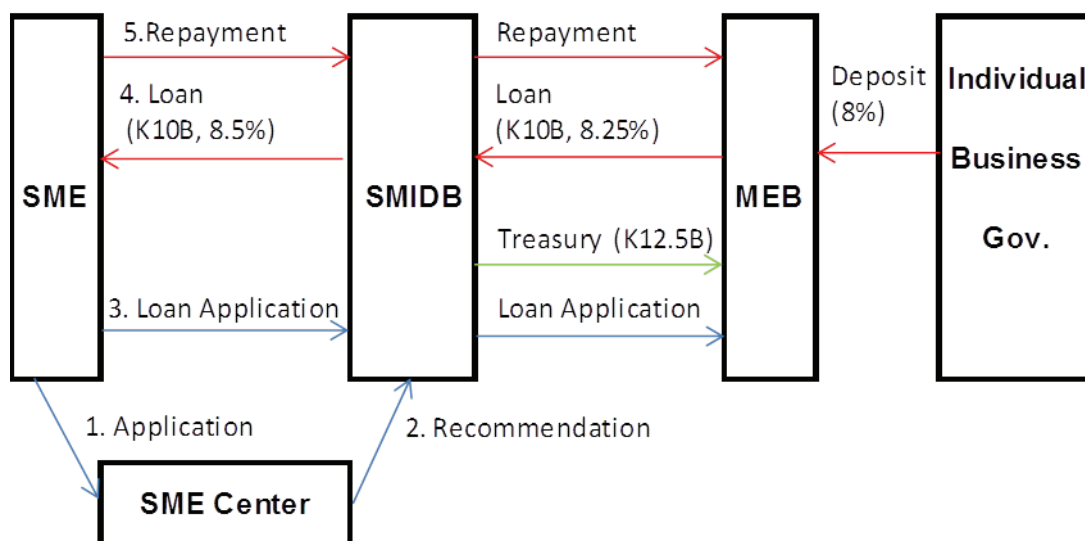 5.Repayment
Repayment
4. Loan
(K10B, 8.5%)
Loan
(K10B, 8.25%)
Deposit
(8%)
Individual
Business
Gov.
SME
SMIDB
MEB
Treasury (K12.5B)
3. Loan Application
Loan Application
1. Application
2. Recommendation
SME Center